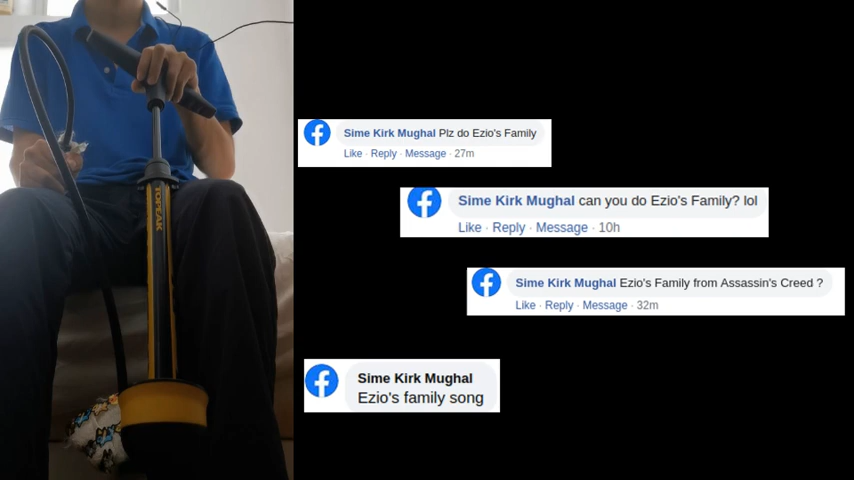 Sime Kirk Mughal Plz do Ezio's Family
Like · Reply · Message · 27m
Sime Kirk Mughal can you do Ezio's Family? lol
Like · Reply · Message · 10h
Sime Kirk Mughal Ezio's Family from Assassin's Creed ?
Like · Reply · Message · 32m
Sime Kirk Mughal
Ezio's family song
TOPEAK